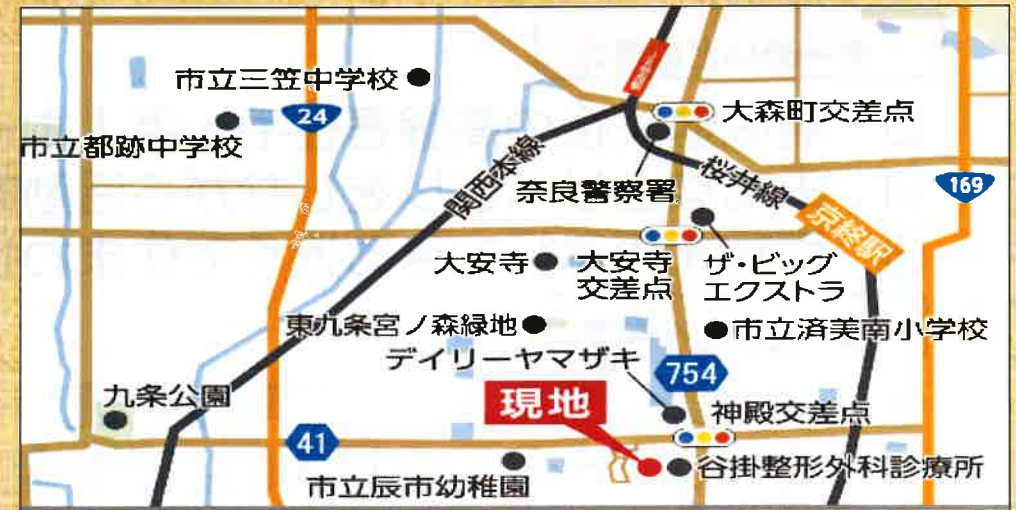 市立三笠中学校
24
市立都跡中学校
大森町交差点
関西本線
桜井線
奈良警察署
169
京終駅
大安寺
大安寺
交差点
ザ・ビッグ
エクストラ
東九条宮ノ森緑地
市立済美南小学校
デイリーヤマザキ
754
九条公園
現地
神殿交差点
41
谷掛整形外科診療所
市立辰市幼稚園